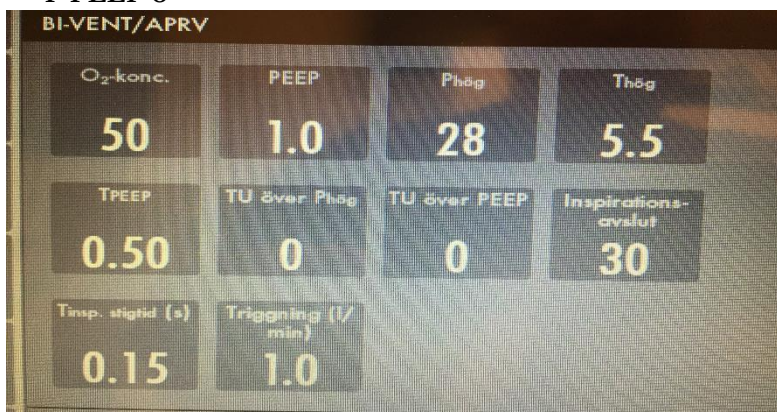 BI-VENT/APRV
O₂-konc. PEEP Phög Thög
50 1.0 28 5.5
TPEEP TU över Phög TU över PEEP Inspirations-
avslut
0.50 0 0 30
Tinsp. stigtid (s) Triggning (l/
min)
0.15 1.0